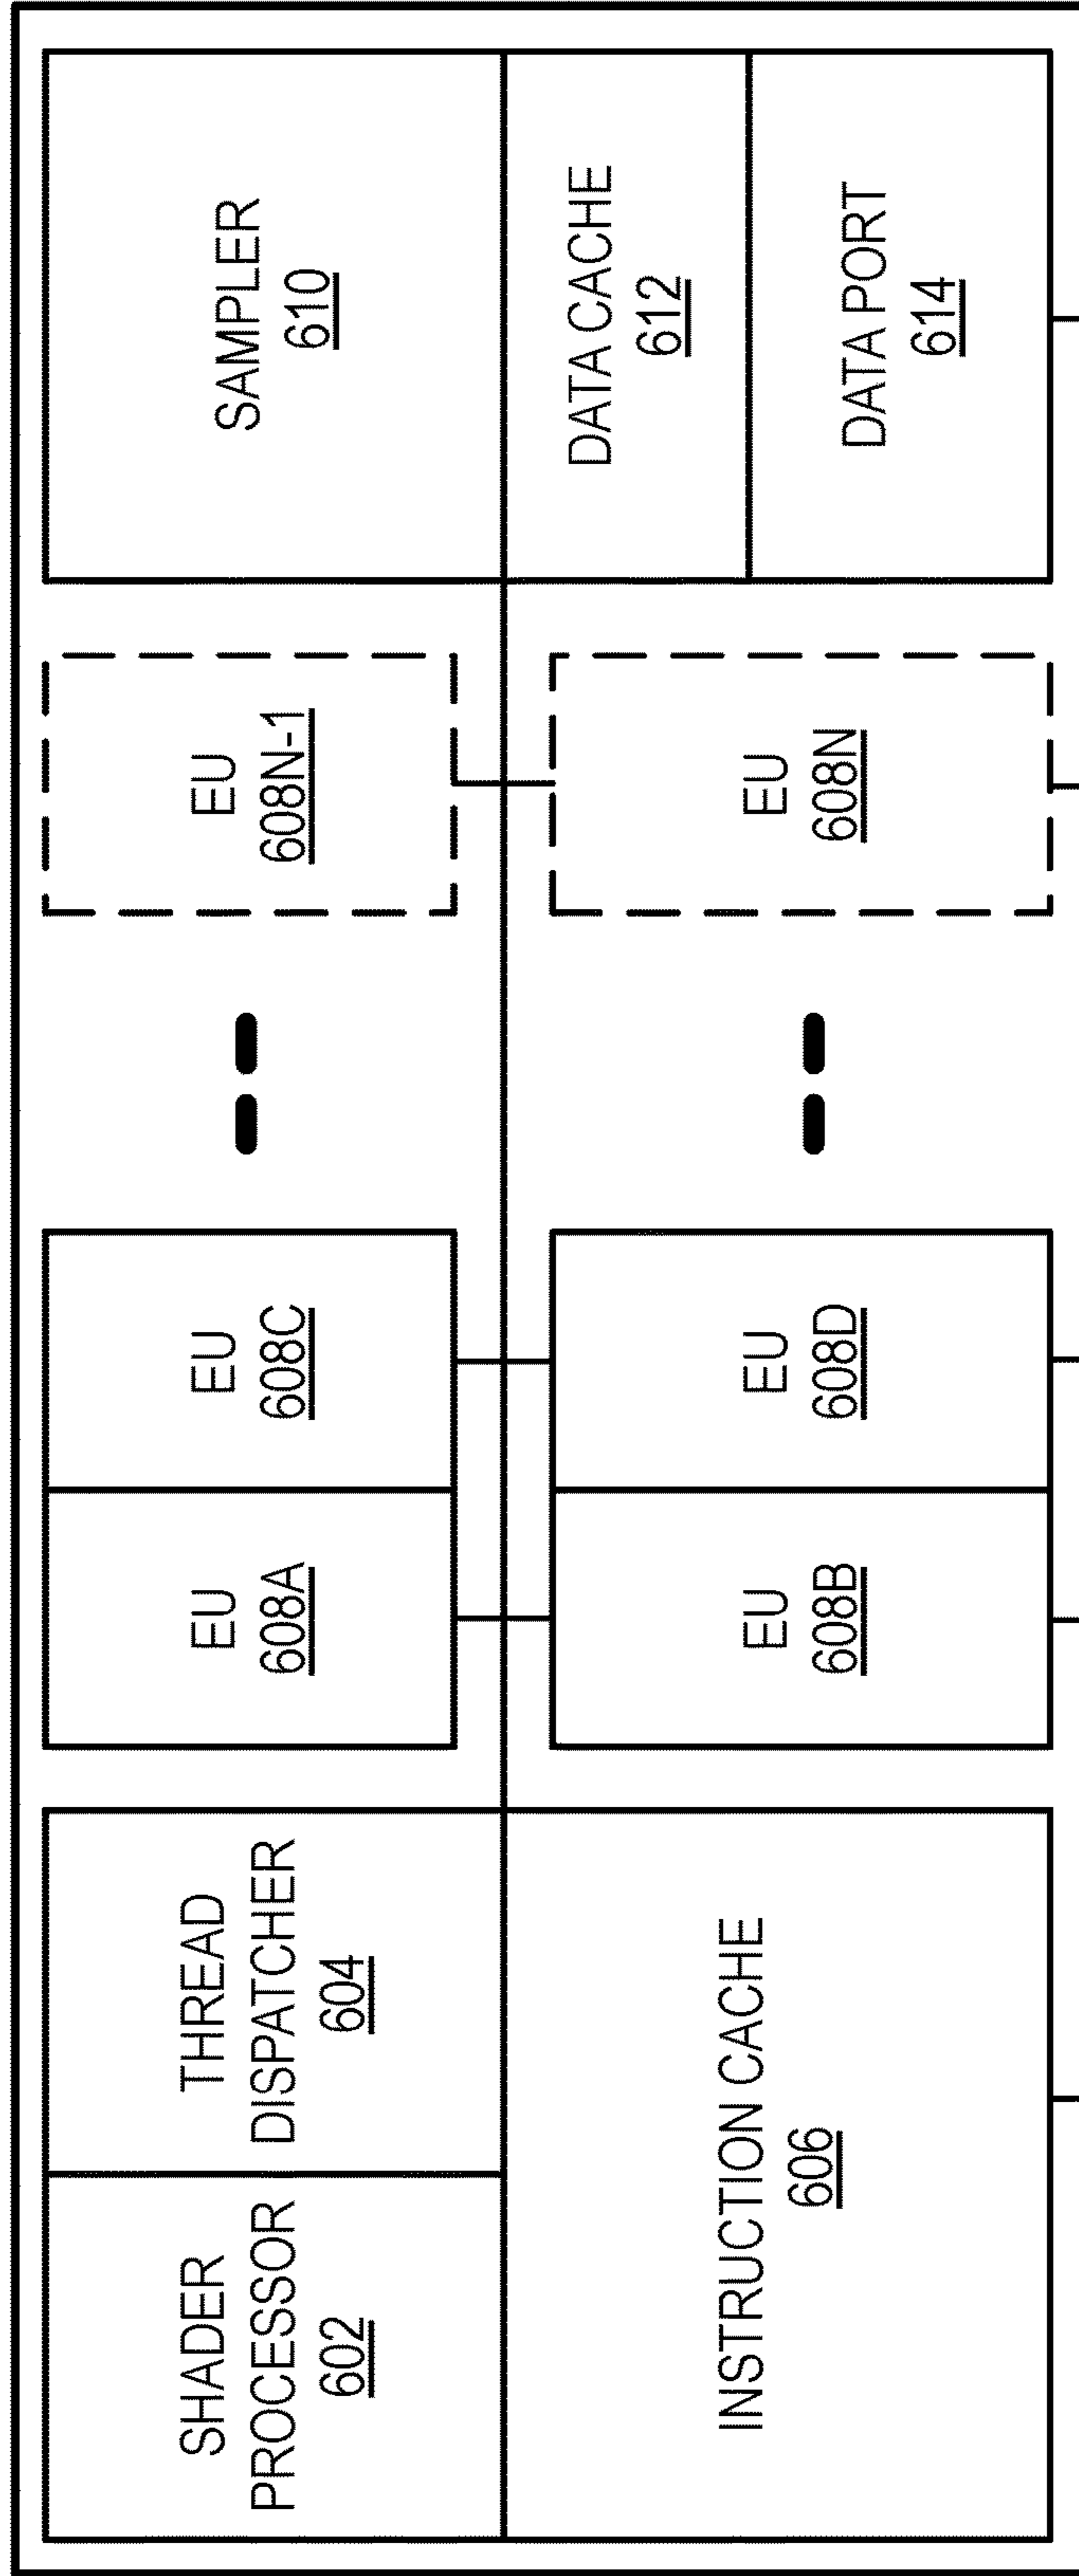 SHADER
PROCESSOR
602
THREAD
DISPATCHER
604
INSTRUCTION CACHE
606
EU
608A
EU
608C
EU
608B
EU
608D
EU
608N-1
EU
608N
SAMPLER
610
DATA CACHE
612
DATA PORT
614